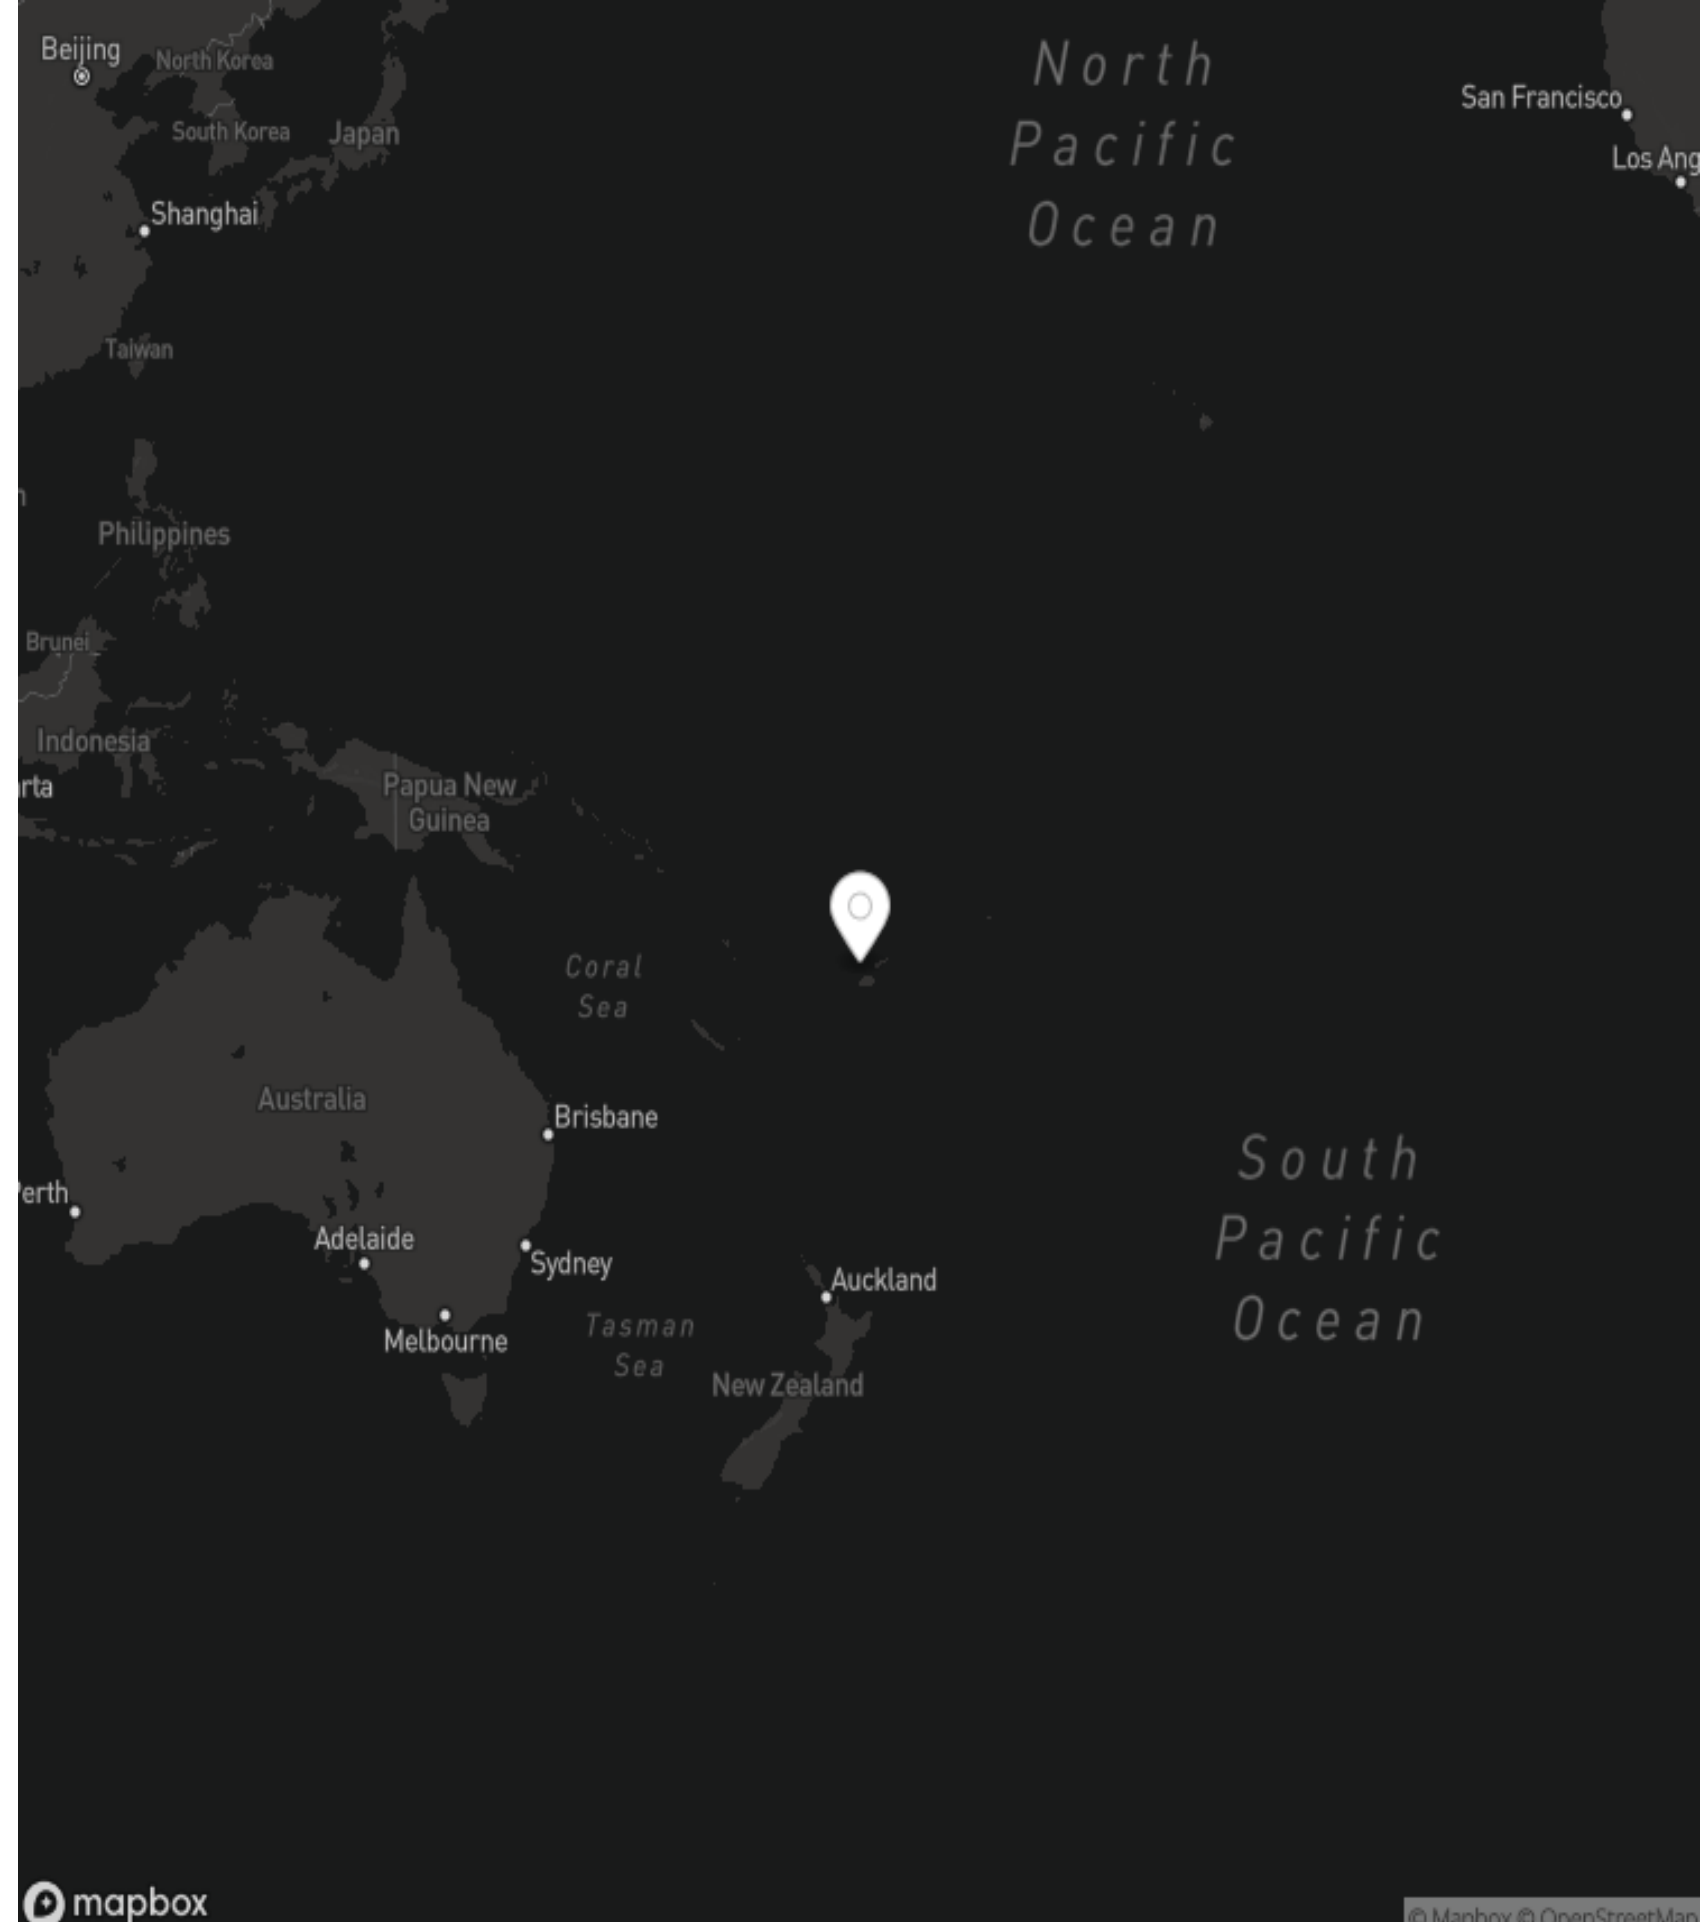 Beijing
North Korea
South Korea
Japan
Shanghai
Taiwan
North
Pacific
Ocean
San Francisco
Los Ang
Philippines
Brunei
Indonesia
rta
Papua New
Guinea
Coral
Sea
Australia
Brisbane
erth
Adelaide
Sydney
Melbourne
Tasman
Sea
Auckland
New Zealand
South
Pacific
Ocean
mapbox
© Mapbox © OpenStreetMap